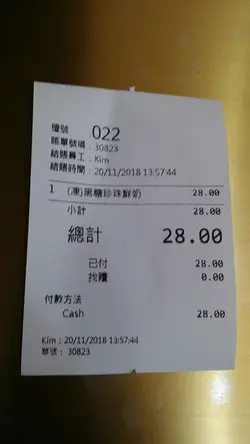 檯號 022
賬單號碼：30823
結賬員工：Kim
結賬時間：20/11/2018 13:57:44
1 (凍)黑糖珍珠鮮奶 28.00
小計 28.00
總計 28.00
已付 28.00
找贖 0.00
付款方法
Cash 28.00
Kim：20/11/2018 13:57:44
單號： 30823